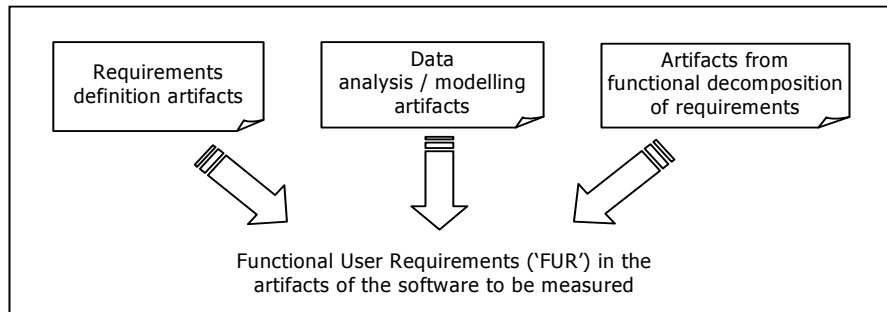 Requirements
definition artifacts
Data
analysis / modelling
artifacts
Artifacts from
functional decomposition
of requirements
Functional User Requirements (‘FUR’) in the
artifacts of the software to be measured